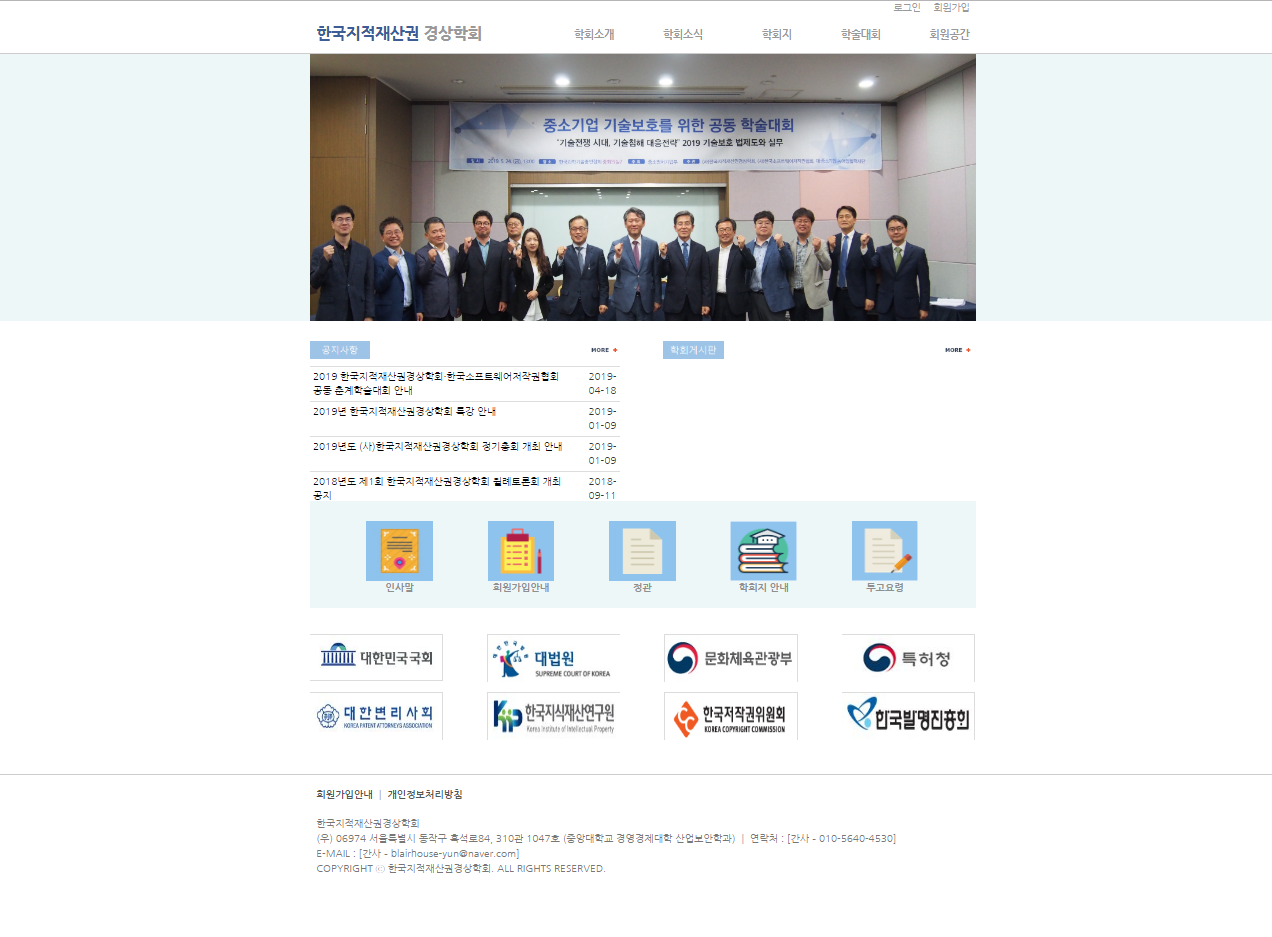 로그인 회원가입
한국지적재산권 경상학회
학회소개 학회소식 학회지 학술대회 회원공간
중소기업 기술보호를 위한 공동 학술대회
"기술전쟁 시대, 기술침해 대응전략" 2019 기술보호 법제도와 실무
공지사항 MORE +
학회게시판 MORE +
2019 한국지적재산권경상학회·한국소프트웨어저작권협회 2019-
공동 춘계학술대회 안내 04-18
2019년 한국지적재산권경상학회 특강 안내 2019-
01-09
2019년도 (사)한국지적재산권경상학회 정기총회 개최 안내 2019-
01-09
2018년도 제1회 한국지적재산권경상학회 월례토론회 개최 2018-
공지 09-11
인사말 회원가입안내 정관 학회지 안내 투고요령
대한민국국회
대법원
SUPREME COURT OF KOREA
문화체육관광부
특허청
대한변리사회
KOREA PATENT ATTORNEYS ASSOCIATION
한국지식재산연구원
Korea Institute of Intellectual Property
한국저작권위원회
KOREA COPYRIGHT COMMISSION
한국발명진흥회
회원가입안내 | 개인정보처리방침
한국지적재산권경상학회
(우) 06974 서울특별시 동작구 흑석로84, 310관 1047호 (중앙대학교 경영경제대학 산업보안학과) | 연락처 : [간사 - 010-5640-4530]
E-MAIL : [간사 - blairhouse-yun@naver.com]
COPYRIGHT ⓒ 한국지적재산권경상학회. ALL RIGHTS RESERVED.